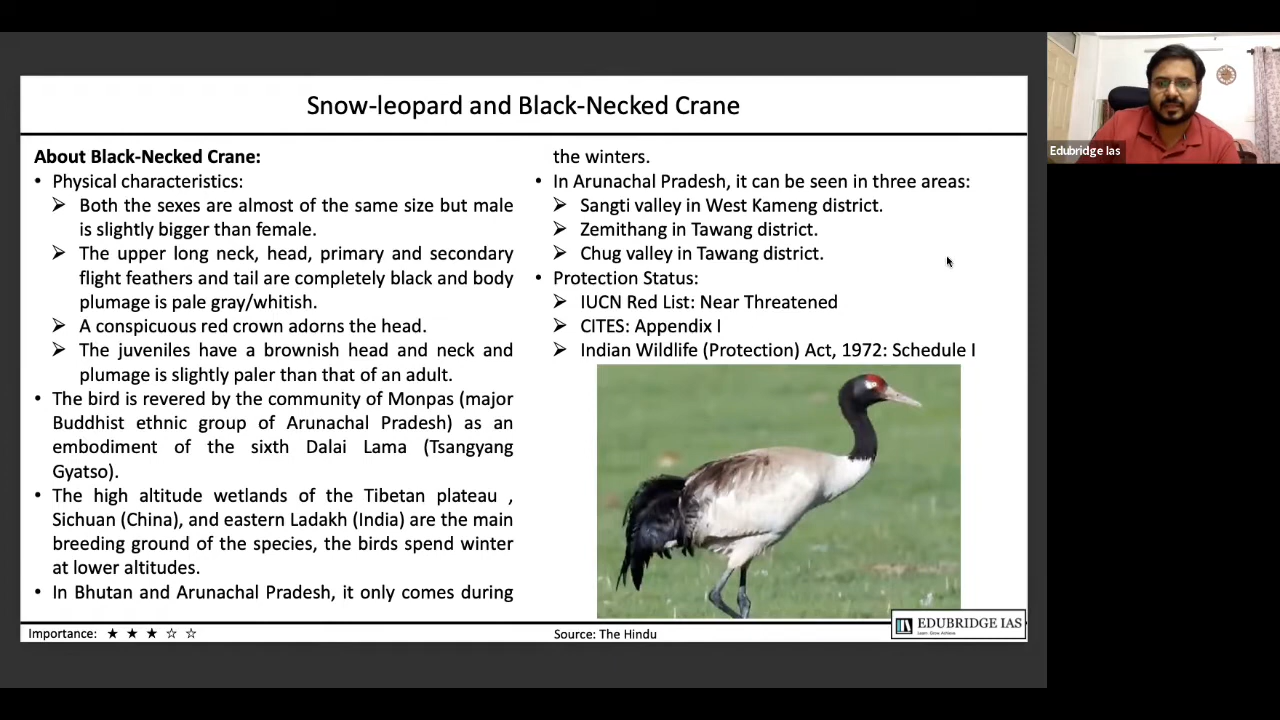 Snow-leopard and Black-Necked Crane
About Black-Necked Crane:
• Physical characteristics:
➢ Both the sexes are almost of the same size but male
is slightly bigger than female.
➢ The upper long neck, head, primary and secondary
flight feathers and tail are completely black and body
plumage is pale gray/whitish.
➢ A conspicuous red crown adorns the head.
➢ The juveniles have a brownish head and neck and
plumage is slightly paler than that of an adult.
• The bird is revered by the community of Monpas (major
Buddhist ethnic group of Arunachal Pradesh) as an
embodiment of the sixth Dalai Lama (Tsangyang
Gyatso).
• The high altitude wetlands of the Tibetan plateau ,
Sichuan (China), and eastern Ladakh (India) are the main
breeding ground of the species, the birds spend winter
at lower altitudes.
• In Bhutan and Arunachal Pradesh, it only comes during
the winters.
• In Arunachal Pradesh, it can be seen in three areas:
➢ Sangti valley in West Kameng district.
➢ Zemithang in Tawang district.
➢ Chug valley in Tawang district.
• Protection Status:
➢ IUCN Red List: Near Threatened
➢ CITES: Appendix I
➢ Indian Wildlife (Protection) Act, 1972: Schedule I
Importance: ★ ★ ★ ☆ ☆
Source: The Hindu
EDUBRIDGE IAS
Learn Grow Achieve
Edubridge Ias